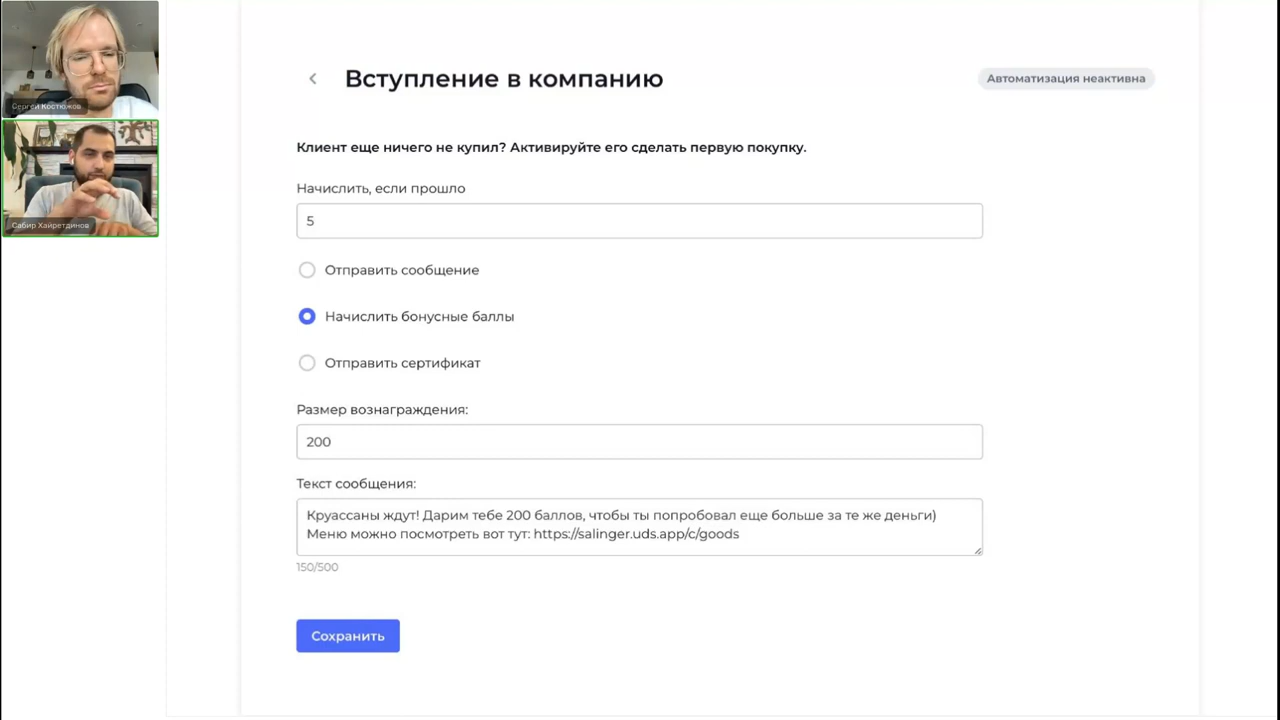 Сергей Костюжов
Сабир Хайретдинов
Вступление в компанию
Автоматизация неактивна
Клиент еще ничего не купил? Активируйте его сделать первую покупку.
Начислить, если прошло
5
Отправить сообщение
Начислить бонусные баллы
Отправить сертификат
Размер вознаграждения:
200
Текст сообщения:
Круассаны ждут! Дарим тебе 200 баллов, чтобы ты попробовал еще больше за те же деньги)
Меню можно посмотреть вот тут: https://salinger.uds.app/c/goods
150/500
Сохранить